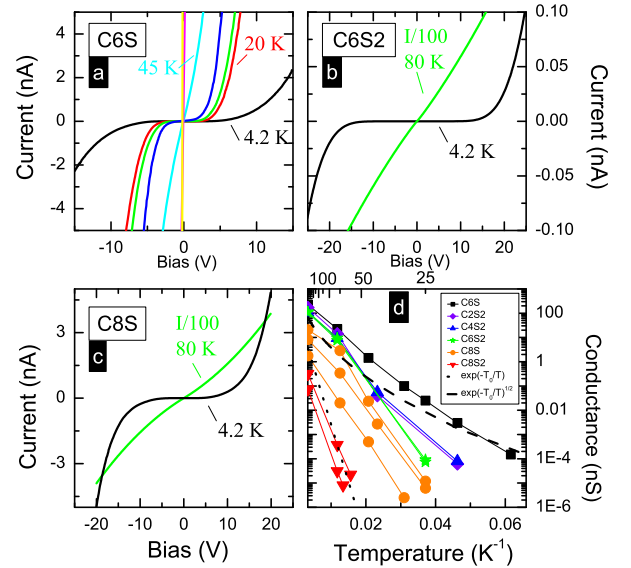 C6S
a
45 K
20 K
4.2 K
Current (nA)
4
2
0
-2
-4
-10
0
10
Bias (V)
C6S2
b
I/100
80 K
4.2 K
0.10
0.05
0.00
-0.05
-0.10
Current (nA)
-20
-10
0
10
20
Bias (V)
C8S
c
I/100
80 K
4.2 K
Current (nA)
3
0
-3
-20
-10
0
10
20
Bias (V)
100
50
25
d
C6S
C2S2
C4S2
C6S2
C8S
C8S2
exp(-T₀/T)
exp(-T₀/T)^1/2
100
1
0.01
1E-4
1E-6
Conductance (nS)
0.02
0.04
0.06
Temperature (K⁻¹)